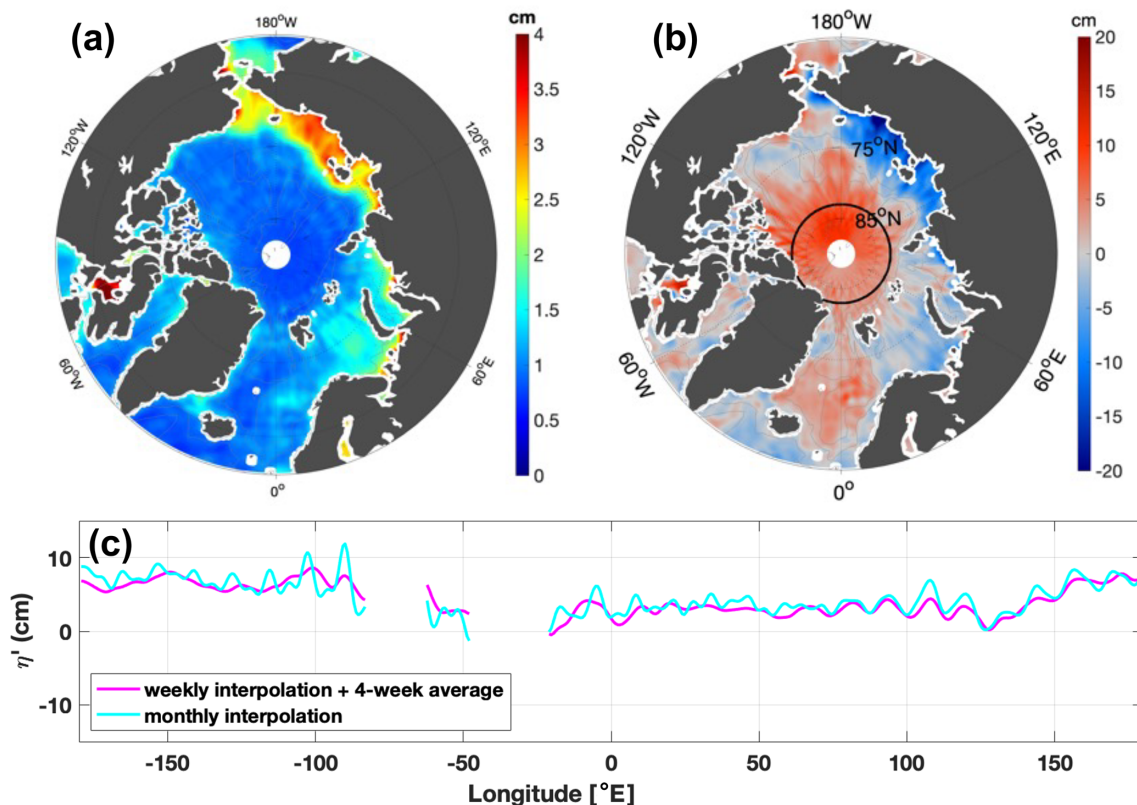 (a)
180°W
120°W
120°E
60°W
60°E
0°
cm
4
3.5
3
2.5
2
1.5
1
0.5
0
(b)
180°W
120°W
120°E
75°N
85°N
60°W
60°E
0°
cm
20
15
10
5
0
-5
-10
-15
-20
(c)
η' (cm)
10
0
-10
weekly interpolation + 4-week average
monthly interpolation
-150 -100 -50 0 50 100 150
Longitude [°E]